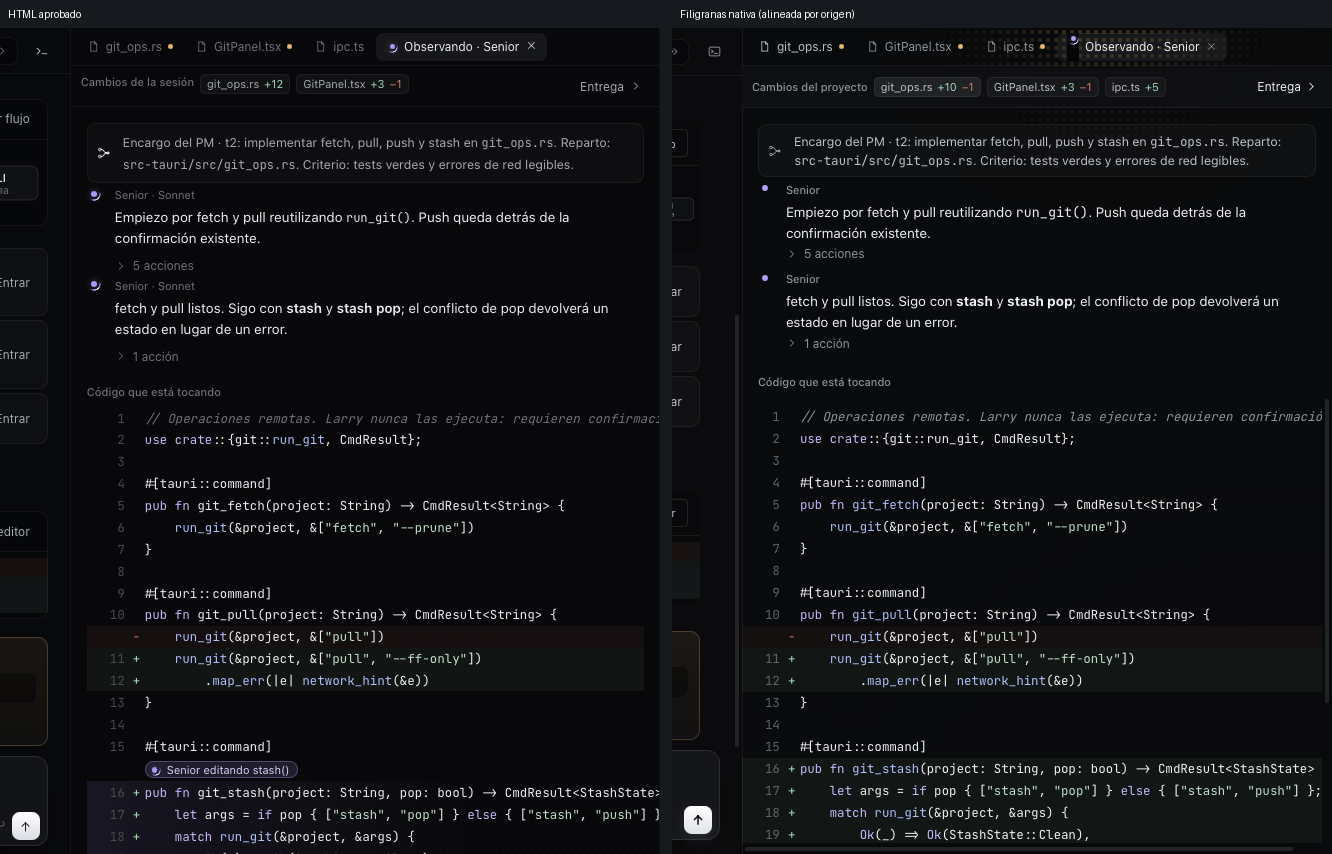 HTML aprobado
git_ops.rs
GitPanel.tsx
ipc.ts
Observando · Senior
Cambios de la sesión
git_ops.rs +12
GitPanel.tsx +3 −1
Entrega
flujo
Encargo del PM · t2: implementar fetch, pull, push y stash en git_ops.rs. Reparto:
src-tauri/src/git_ops.rs. Criterio: tests verdes y errores de red legibles.
Senior · Sonnet
Empiezo por fetch y pull reutilizando run_git(). Push queda detrás de la
confirmación existente.
5 acciones
Senior · Sonnet
fetch y pull listos. Sigo con stash y stash pop; el conflicto de pop devolverá un
estado en lugar de un error.
1 acción
Entrar
Entrar
Entrar
editor
Código que está tocando
1 // Operaciones remotas. Larry nunca las ejecuta: requieren confirmac
2 use crate::{git::run_git, CmdResult};
3
4 #[tauri::command]
5 pub fn git_fetch(project: String) -> CmdResult<String> {
6 run_git(&project, &["fetch", "--prune"])
7 }
8
9 #[tauri::command]
10 pub fn git_pull(project: String) -> CmdResult<String> {
- run_git(&project, &["pull"])
11 + run_git(&project, &["pull", "--ff-only"])
12 + .map_err(|e| network_hint(&e))
13 }
14
15 #[tauri::command]
Senior editando stash()
16 + pub fn git_stash(project: String, pop: bool) -> CmdResult<StashState>
17 + let args = if pop { ["stash", "pop"] } else { ["stash", "push"] }
18 + match run_git(&project, &args) {
Filigranas nativa (alineada por origen)
git_ops.rs
GitPanel.tsx
ipc.ts
Observando · Senior
Cambios del proyecto
git_ops.rs +10 −1
GitPanel.tsx +3 −1
ipc.ts +5
Entrega
Encargo del PM · t2: implementar fetch, pull, push y stash en git_ops.rs. Reparto:
src-tauri/src/git_ops.rs. Criterio: tests verdes y errores de red legibles.
Senior
Empiezo por fetch y pull reutilizando run_git(). Push queda detrás de la
confirmación existente.
5 acciones
Senior
fetch y pull listos. Sigo con stash y stash pop; el conflicto de pop devolverá un
estado en lugar de un error.
1 acción
ar
ar
ar
Código que está tocando
1 // Operaciones remotas. Larry nunca las ejecuta: requieren confirmació
2 use crate::{git::run_git, CmdResult};
3
4 #[tauri::command]
5 pub fn git_fetch(project: String) -> CmdResult<String> {
6 run_git(&project, &["fetch", "--prune"])
7 }
8
9 #[tauri::command]
10 pub fn git_pull(project: String) -> CmdResult<String> {
- run_git(&project, &["pull"])
11 + run_git(&project, &["pull", "--ff-only"])
12 + .map_err(|e| network_hint(&e))
13 }
14
15 #[tauri::command]
16 + pub fn git_stash(project: String, pop: bool) -> CmdResult<StashState>
17 + let args = if pop { ["stash", "pop"] } else { ["stash", "push"] };
18 + match run_git(&project, &args) {
19 + Ok(_) => Ok(StashState::Clean),